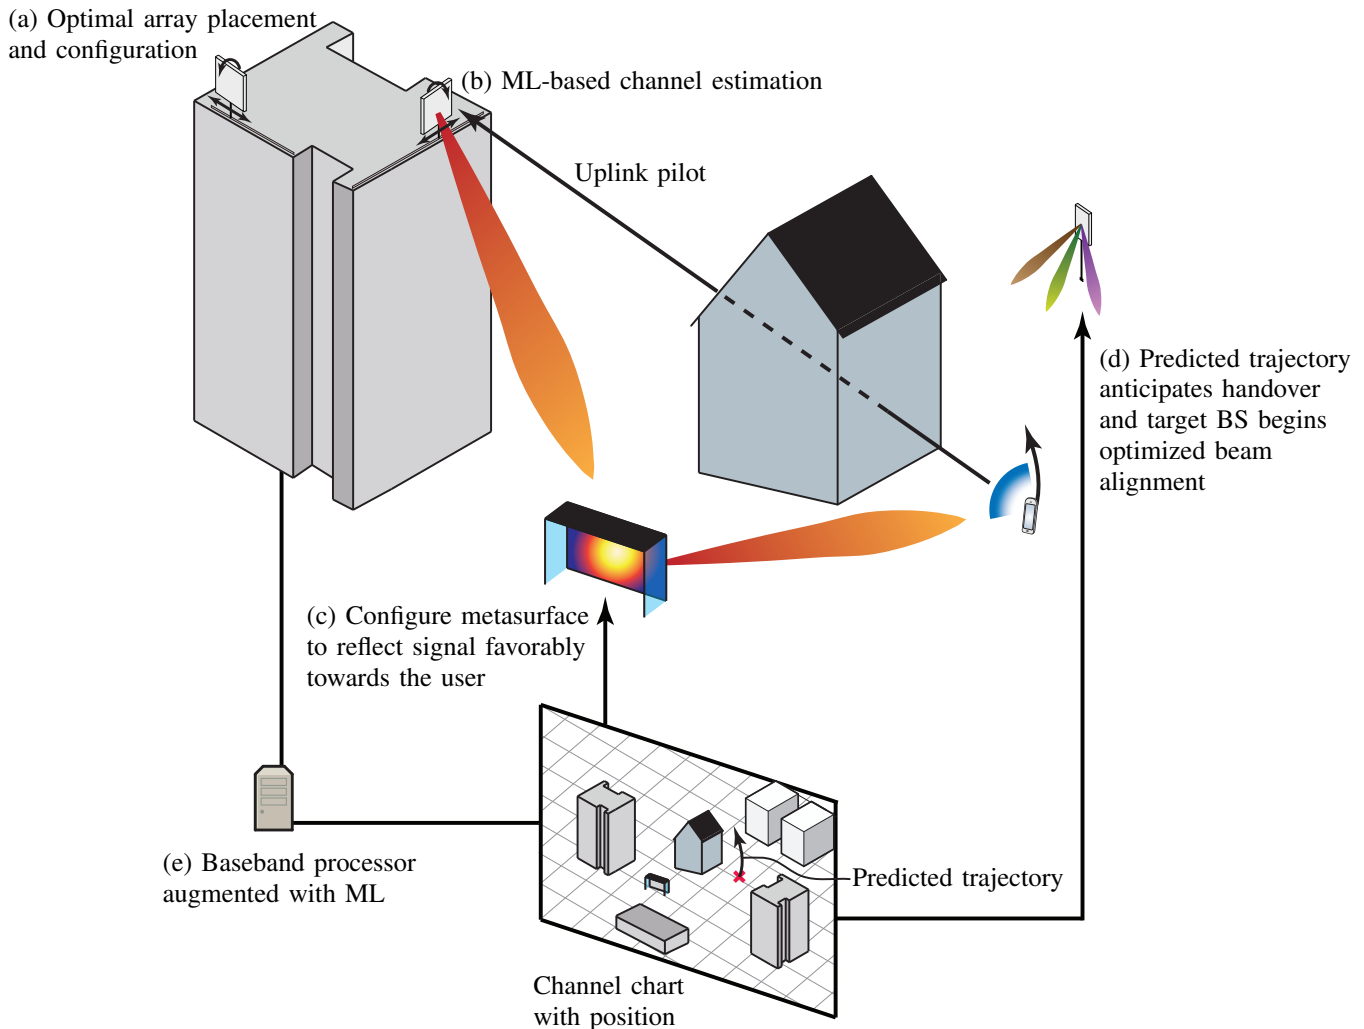 (a) Optimal array placement
and configuration
(b) ML-based channel estimation
Uplink pilot
(d) Predicted trajectory
anticipates handover
and target BS begins
optimized beam
alignment
(c) Configure metasurface
to reflect signal favorably
towards the user
(e) Baseband processor
augmented with ML
Predicted trajectory
Channel chart
with position